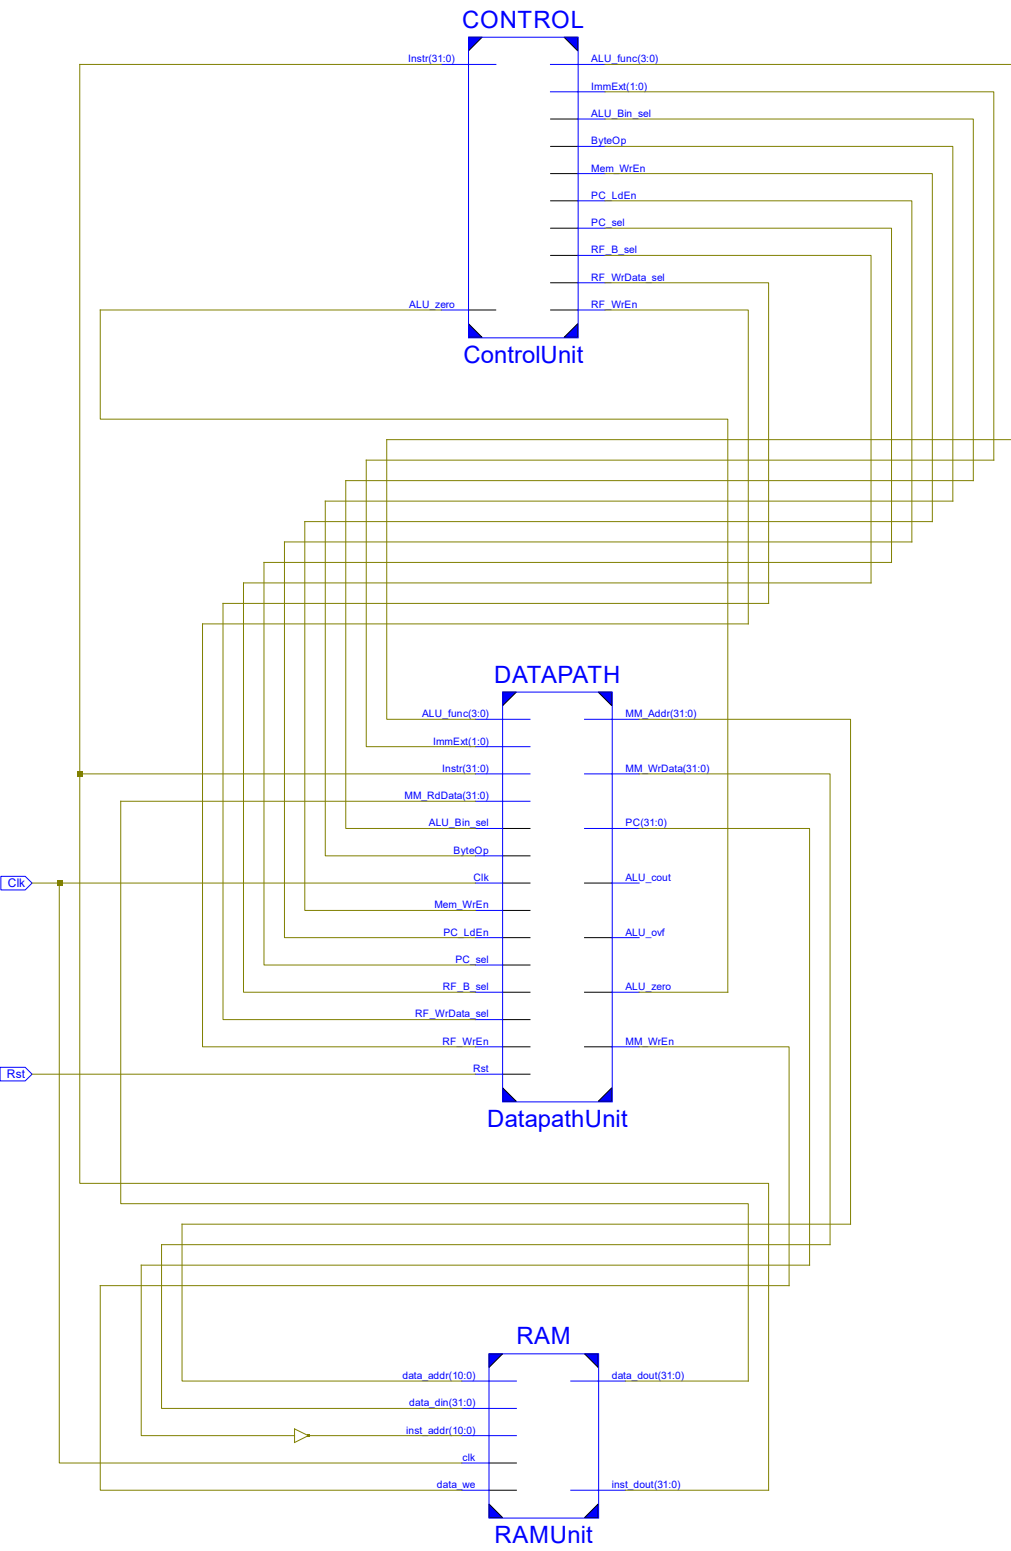 CONTROL
Instr(31:0)
ALU_zero
ALU_func(3:0)
ImmExt(1:0)
ALU_Bin_sel
ByteOp
Mem_WrEn
PC_LdEn
PC_sel
RF_B_sel
RF_WrData_sel
RF_WrEn
ControlUnit
DATAPATH
ALU_func(3:0)
ImmExt(1:0)
Instr(31:0)
MM_RdData(31:0)
ALU_Bin_sel
ByteOp
Clk
Mem_WrEn
PC_LdEn
PC_sel
RF_B_sel
RF_WrData_sel
RF_WrEn
Rst
MM_Addr(31:0)
MM_WrData(31:0)
PC(31:0)
ALU_cout
ALU_ovf
ALU_zero
MM_WrEn
DatapathUnit
Clk
Rst
RAM
data_addr(10:0)
data_din(31:0)
inst_addr(10:0)
clk
data_we
data_dout(31:0)
inst_dout(31:0)
RAMUnit